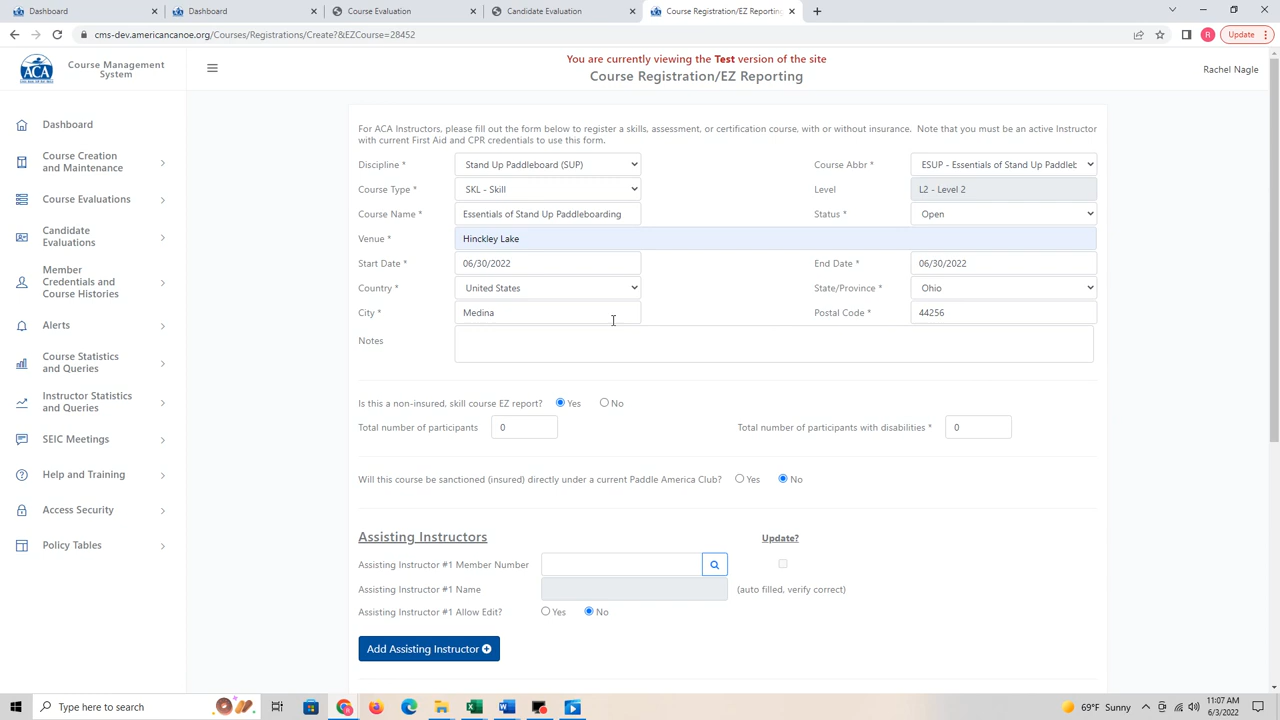 Dashboard
Dashboard
Course Evaluation
Candidate Evaluation
Course Registration/EZ Reporting
cms-dev.americancanoe.org/Courses/Registrations/Create?&EZCourse=28452
R
Update
ACA
Course Management System
You are currently viewing the Test version of the site
Course Registration/EZ Reporting
Rachel Nagle
Dashboard
Course Creation
and Maintenance
Course Evaluations
Candidate
Evaluations
Member
Credentials and
Course Histories
Alerts
Course Statistics
and Queries
Instructor Statistics
and Queries
SEIC Meetings
Help and Training
Access Security
Policy Tables
For ACA Instructors, please fill out the form below to register a skills, assessment, or certification course, with or without insurance. Note that you must be an active Instructor
with current First Aid and CPR credentials to use this form.
Discipline * Stand Up Paddleboard (SUP) Course Abbr * ESUP - Essentials of Stand Up Paddleb
Course Type * SKL - Skill Level L2 - Level 2
Course Name * Essentials of Stand Up Paddleboarding Status * Open
Venue * Hinckley Lake
Start Date * 06/30/2022 End Date * 06/30/2022
Country * United States State/Province * Ohio
City * Medina Postal Code * 44256
Notes
Is this a non-insured, skill course EZ report? Yes No
Total number of participants 0 Total number of participants with disabilities * 0
Will this course be sanctioned (insured) directly under a current Paddle America Club? Yes No
Assisting Instructors Update?
Assisting Instructor #1 Member Number
Assisting Instructor #1 Name (auto filled, verify correct)
Assisting Instructor #1 Allow Edit? Yes No
Add Assisting Instructor
Type here to search
69°F Sunny
11:07 AM
6/3/2022